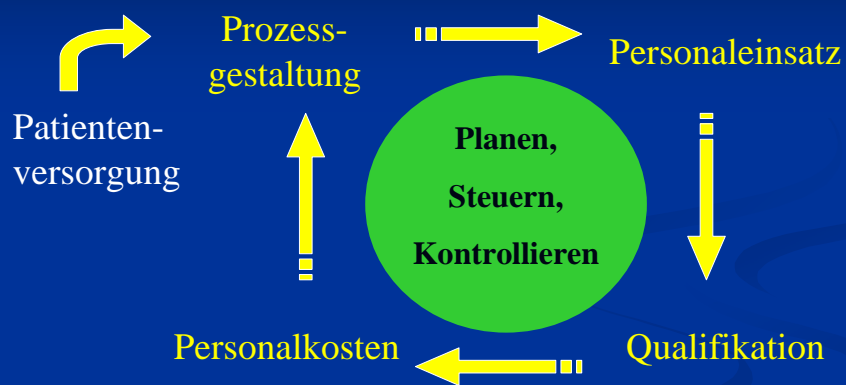 Prozess-
gestaltung
Personaleinsatz
Patienten-
versorgung
Planen,
Steuern,
Kontrollieren
Personalkosten
Qualifikation